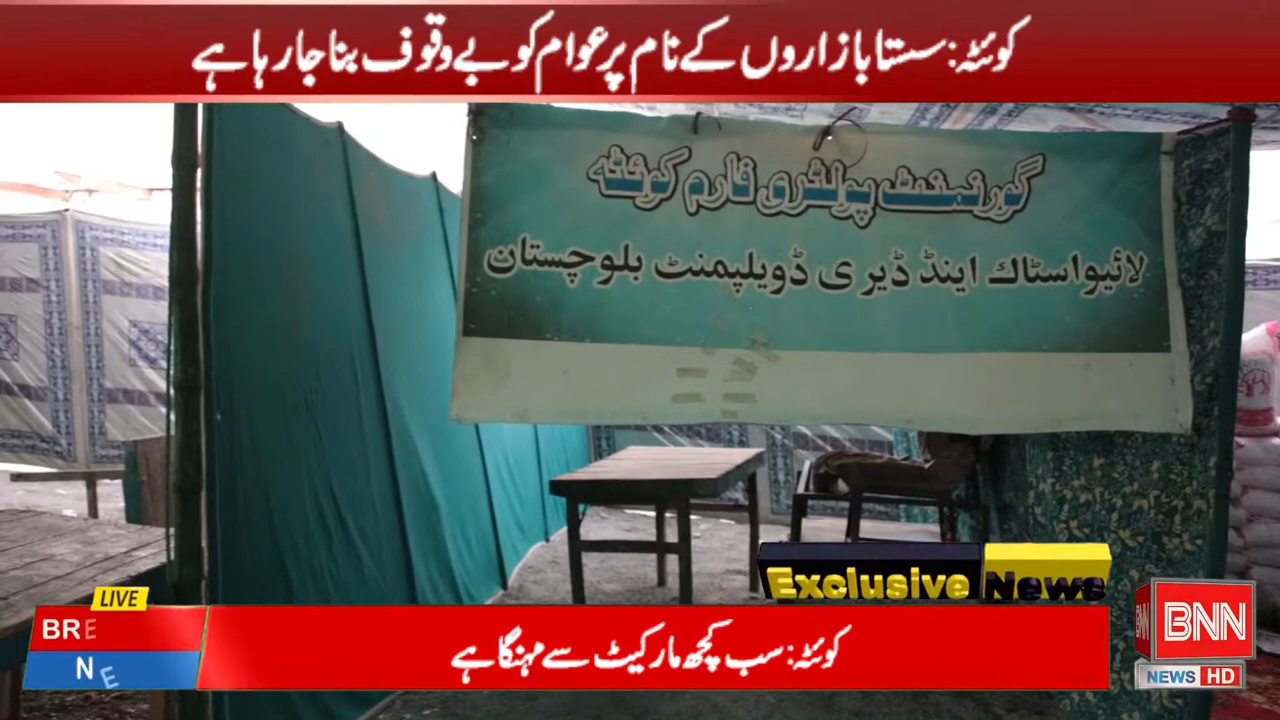 کوئٹہ: سستا بازاروں کے نام پر عوام کو بے وقوف بنا جا رہا ہے
گورنمنٹ پولٹری فارم کوئٹہ
لائیو اسٹاک اینڈ ڈیری ڈویلپمنٹ بلوچستان
Exclusive News
LIVE
BRE
NE
کوئٹہ: سب کچھ مارکیٹ سے مہنگا ہے
BNN
BNN
NEWS HD